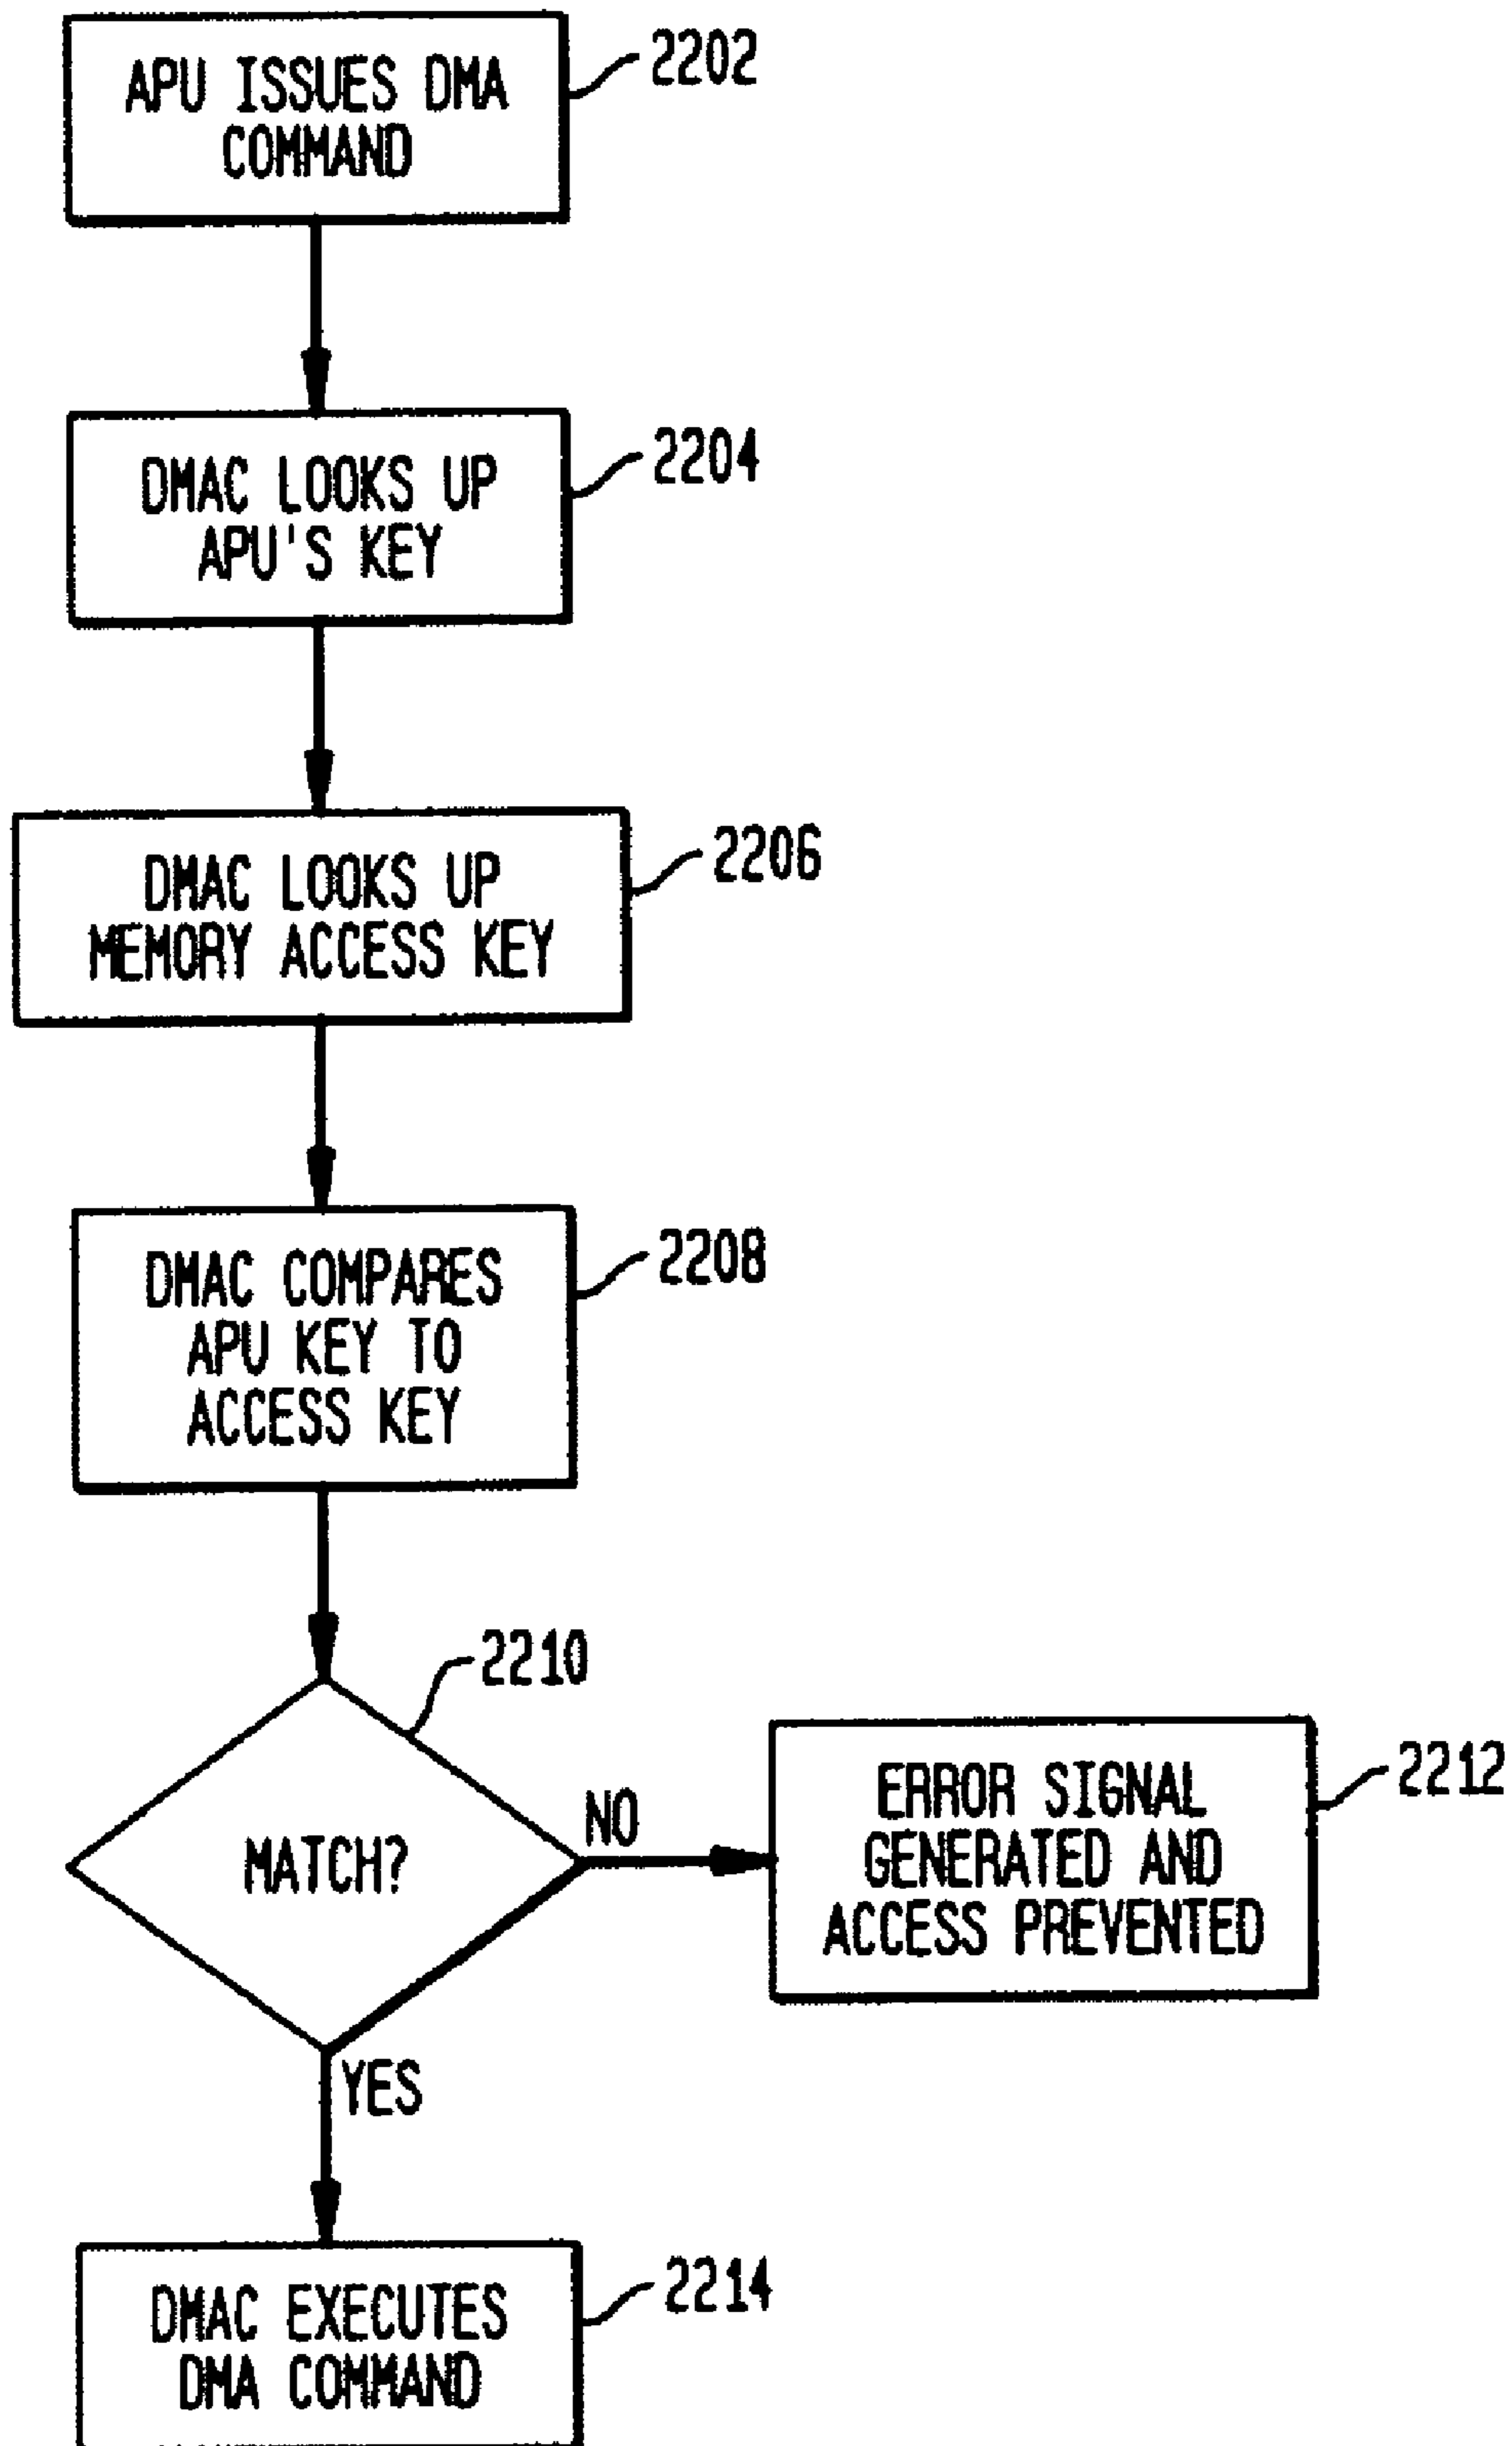 APU ISSUES DMA
COMMAND
2202
DMAC LOOKS UP
APU'S KEY
2204
DMAC LOOKS UP
MEMORY ACCESS KEY
2206
DMAC COMPARES
APU KEY TO
ACCESS KEY
2208
2210
MATCH?
NO
ERROR SIGNAL
GENERATED AND
ACCESS PREVENTED
2212
YES
DMAC EXECUTES
DMA COMMAND
2214